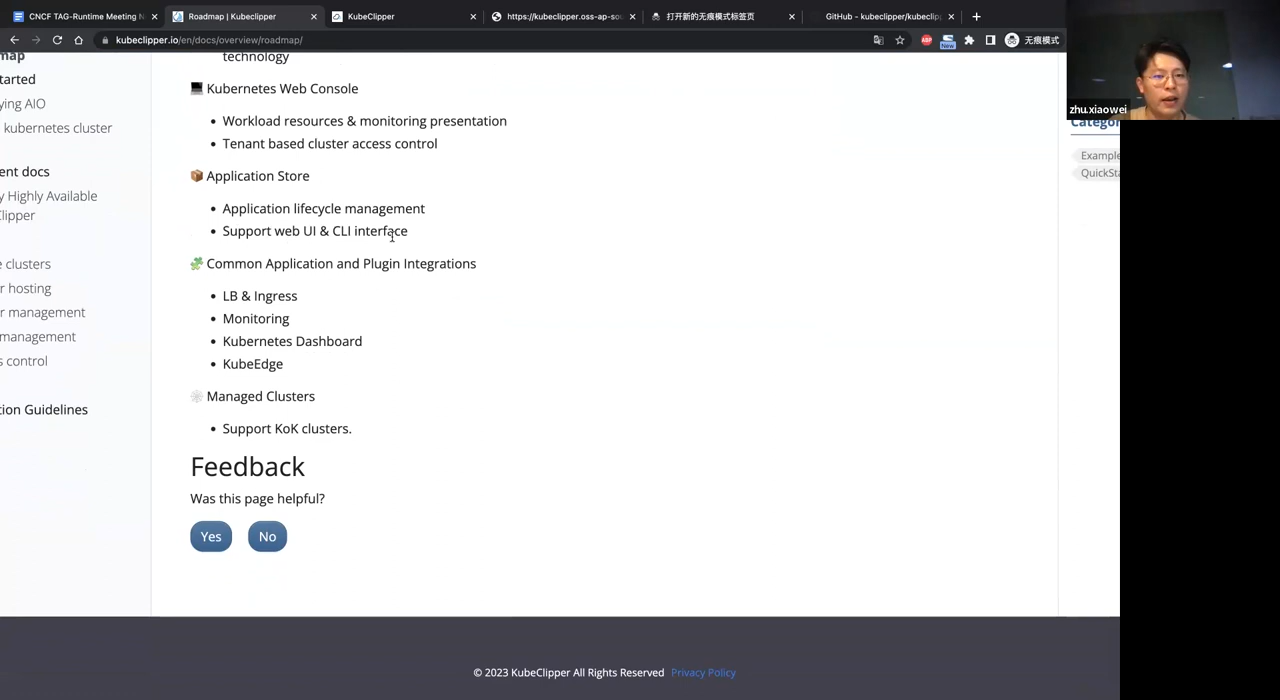 CNCF TAG-Runtime Meeting N
Roadmap | Kubeclipper
KubeClipper
https://kubeclipper.oss-ap-sou
打开新的无痕模式标签页
GitHub - kubeclipper/kubeclip
kubeclipper.io/en/docs/overview/roadmap/
ABP
New
无痕模式
map
tarted
ying AIO
kubernetes cluster
ent docs
y Highly Available
Clipper
e clusters
r hosting
r management
management
s control
ion Guidelines
technology
Kubernetes Web Console
Workload resources & monitoring presentation
Tenant based cluster access control
Application Store
Application lifecycle management
Support web UI & CLI interface
Common Application and Plugin Integrations
LB & Ingress
Monitoring
Kubernetes Dashboard
KubeEdge
Managed Clusters
Support KoK clusters.
Feedback
Was this page helpful?
Yes No
© 2023 KubeClipper All Rights Reserved Privacy Policy
zhu.xiaowei
Categor
Example
QuickSta